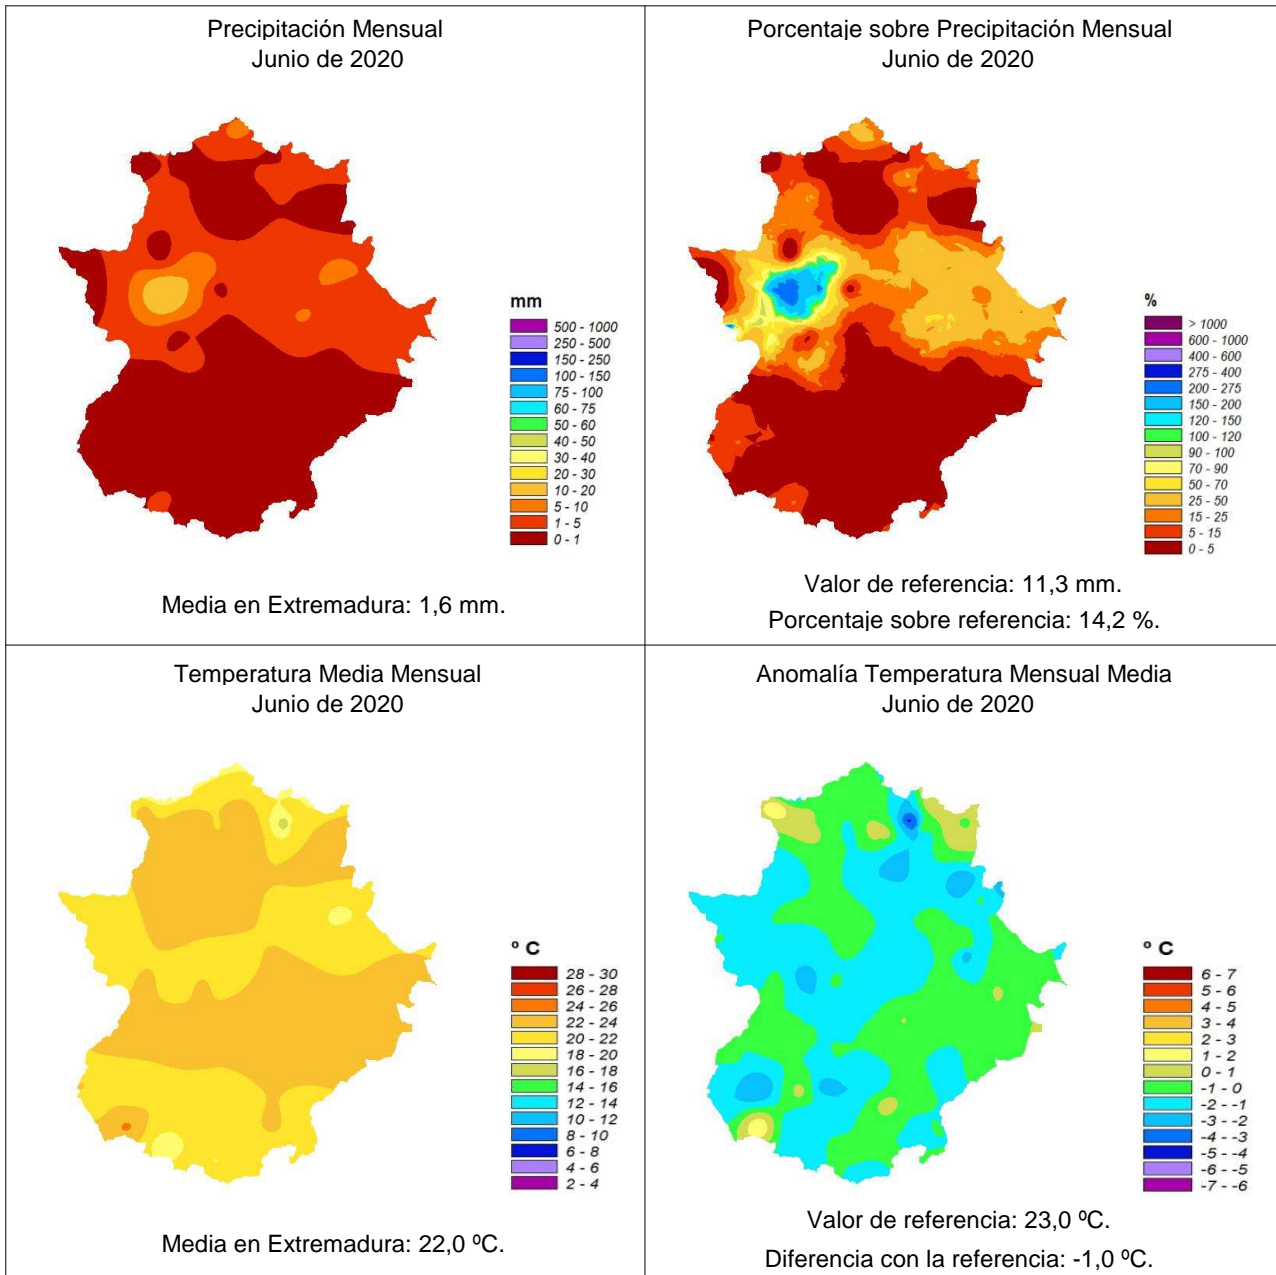 Precipitación Mensual
Junio de 2020
mm
500 - 1000
250 - 500
150 - 250
100 - 150
75 - 100
60 - 75
50 - 60
40 - 50
30 - 40
20 - 30
10 - 20
5 - 10
1 - 5
0 - 1
Media en Extremadura: 1,6 mm.
Porcentaje sobre Precipitación Mensual
Junio de 2020
%
> 1000
600 - 1000
400 - 600
275 - 400
200 - 275
150 - 200
120 - 150
100 - 120
90 - 100
70 - 90
50 - 70
25 - 50
15 - 25
5 - 15
0 - 5
Valor de referencia: 11,3 mm.
Porcentaje sobre referencia: 14,2 %.
Temperatura Media Mensual
Junio de 2020
º C
28 - 30
26 - 28
24 - 26
22 - 24
20 - 22
18 - 20
16 - 18
14 - 16
12 - 14
10 - 12
8 - 10
6 - 8
4 - 6
2 - 4
Media en Extremadura: 22,0 ºC.
Anomalía Temperatura Mensual Media
Junio de 2020
º C
6 - 7
5 - 6
4 - 5
3 - 4
2 - 3
1 - 2
0 - 1
-1 - 0
-2 - -1
-3 - -2
-4 - -3
-5 - -4
-6 - -5
-7 - -6
Valor de referencia: 23,0 ºC.
Diferencia con la referencia: -1,0 ºC.